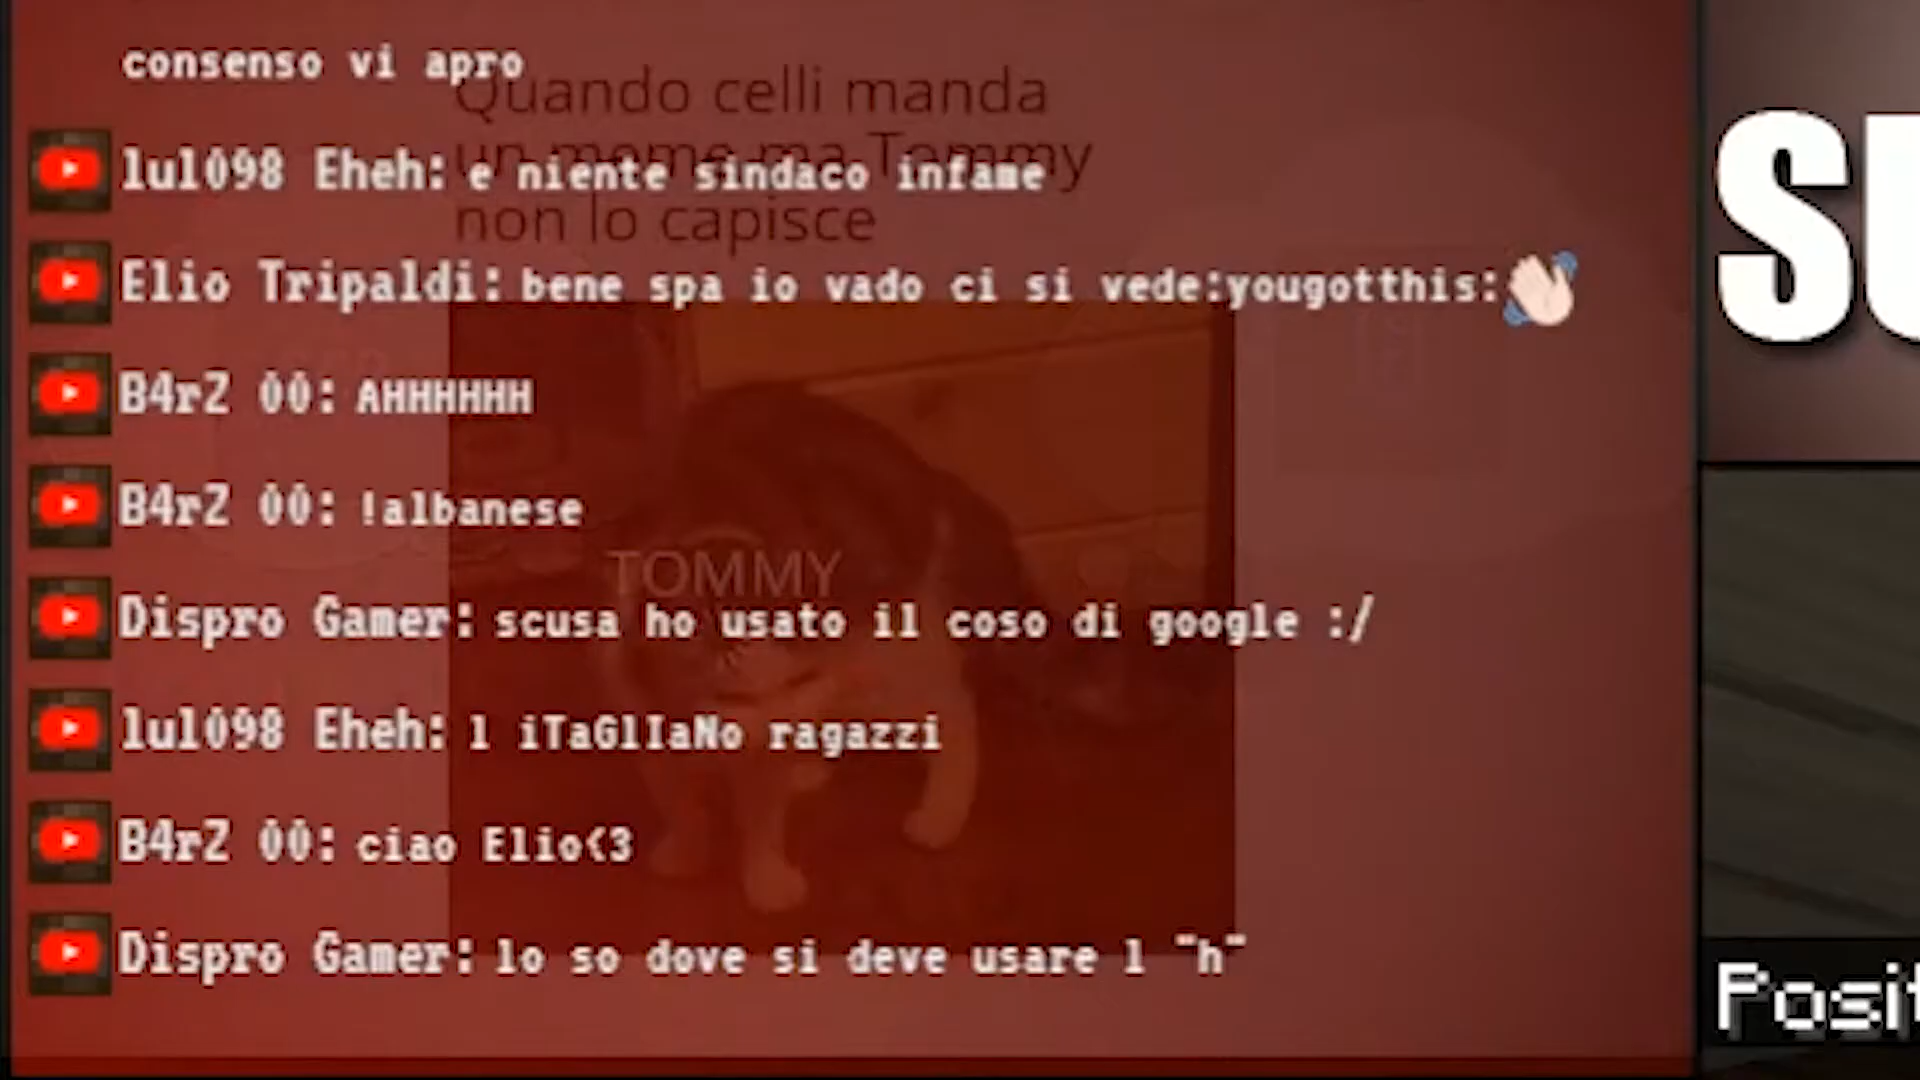 consenso vi apro
Quando celli manda
un meme ma Tommy
non lo capisce
lul098 Eheh: e niente sindaco infame
Elio Tripaldi: bene spa io vado ci si vede:yougotthis:👋🏻
B4rZ 00: AHHHHHH
B4rZ 00: !albanese
TOMMY
Dispro Gamer: scusa ho usato il coso di google :/
lul098 Eheh: l iTaGlIaNo ragazzi
B4rZ 00: ciao Elio<3
Dispro Gamer: lo so dove si deve usare l "h"
SU
Posit